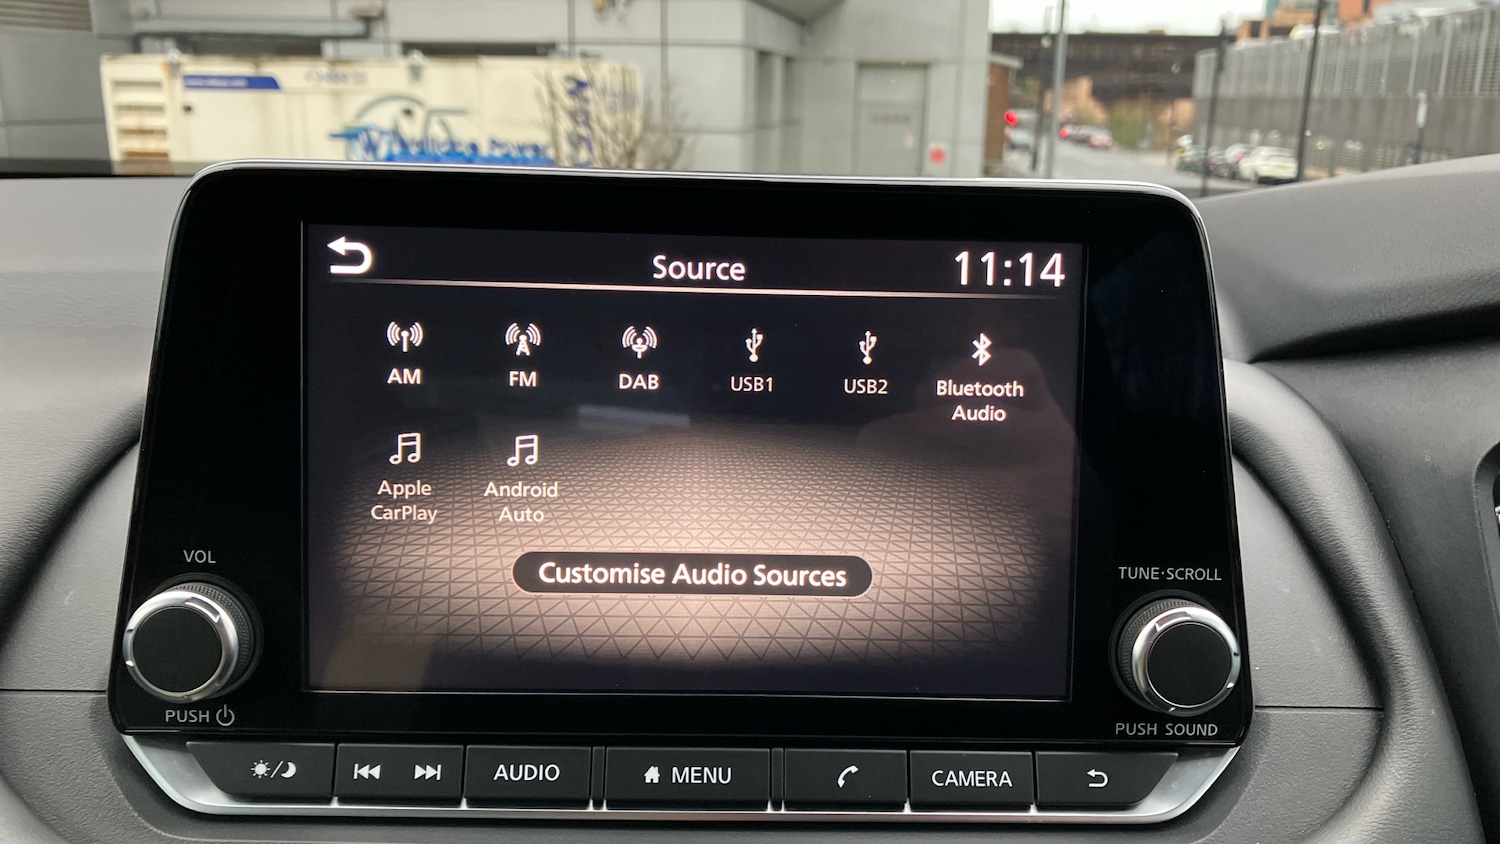 Source
11:14
AM
FM
DAB
USB1
USB2
Bluetooth
Audio
Apple
CarPlay
Android
Auto
Customise Audio Sources
VOL
TUNE·SCROLL
PUSH
PUSH SOUND
AUDIO
MENU
CAMERA